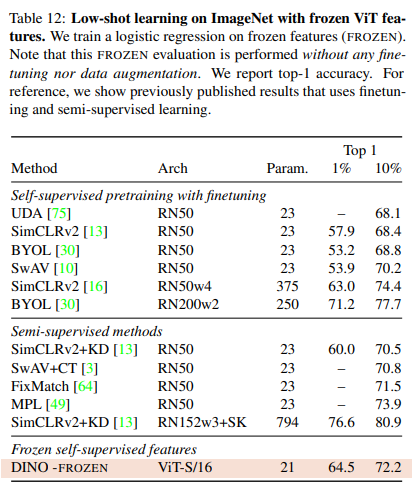 Table 12: Low-shot learning on ImageNet with frozen ViT fea-
tures. We train a logistic regression on frozen features (FROZEN).
Note that this FROZEN evaluation is performed without any fine-
tuning nor data augmentation. We report top-1 accuracy. For
reference, we show previously published results that uses finetun-
ing and semi-supervised learning.
Top 1
Method Arch Param. 1% 10%
Self-supervised pretraining with finetuning
UDA [75] RN50 23 – 68.1
SimCLRv2 [13] RN50 23 57.9 68.4
BYOL [30] RN50 23 53.2 68.8
SwAV [10] RN50 23 53.9 70.2
SimCLRv2 [16] RN50w4 375 63.0 74.4
BYOL [30] RN200w2 250 71.2 77.7
Semi-supervised methods
SimCLRv2+KD [13] RN50 23 60.0 70.5
SwAV+CT [3] RN50 23 – 70.8
FixMatch [64] RN50 23 – 71.5
MPL [49] RN50 23 – 73.9
SimCLRv2+KD [13] RN152w3+SK 794 76.6 80.9
Frozen self-supervised features
DINO -FROZEN ViT-S/16 21 64.5 72.2